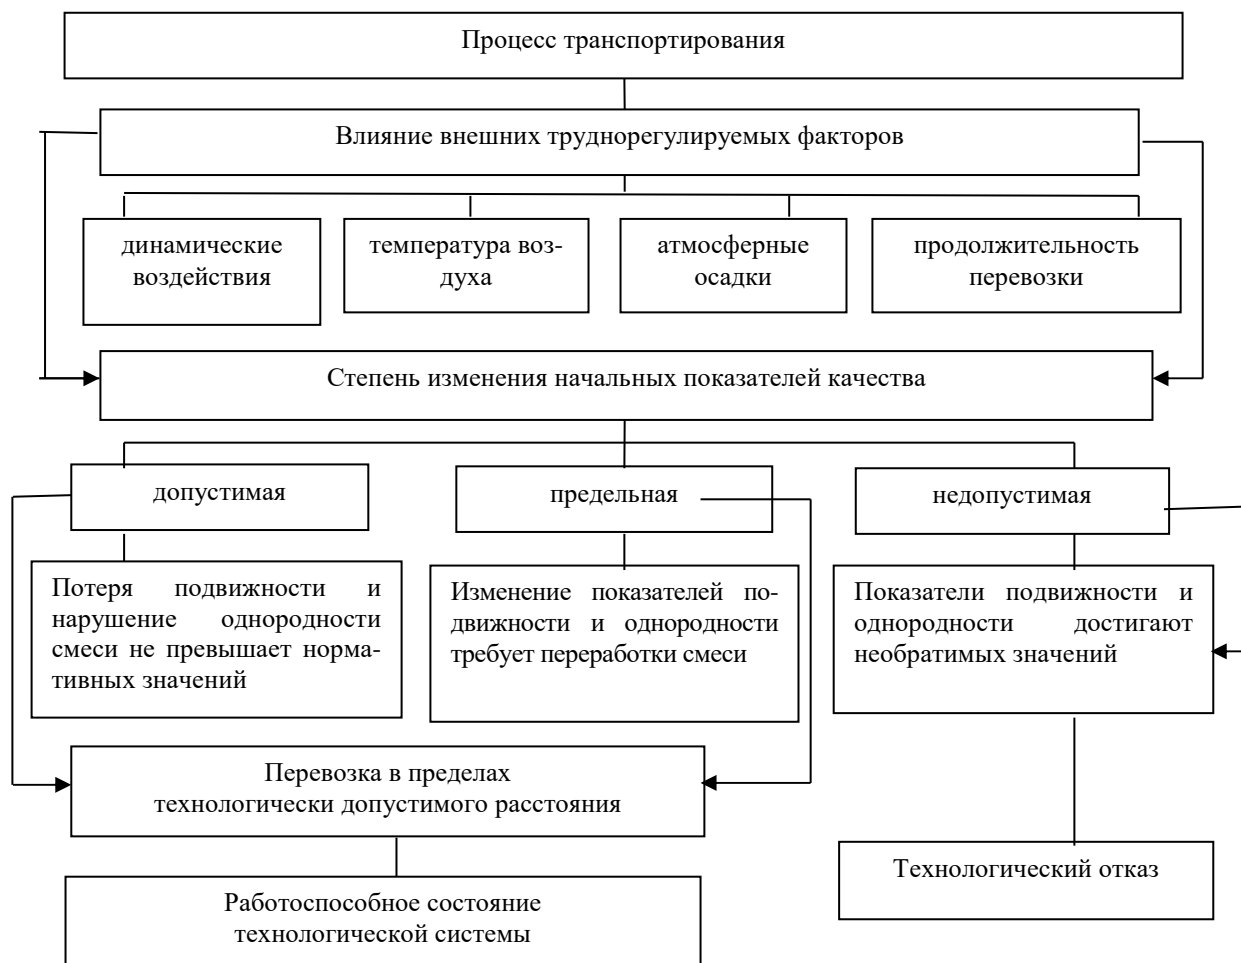 Процесс транспортирования
Влияние внешних труднорегулируемых факторов
динамические
воздействия
температура воз-
духа
атмосферные
осадки
продолжительность
перевозки
Степень изменения начальных показателей качества
допустимая
предельная
недопустимая
Потеря подвижности и
нарушение однородности
смеси не превышает норма-
тивных значений
Изменение показателей по-
движности и однородности
требует переработки смеси
Показатели подвижности и
однородности достигают
необратимых значений
Перевозка в пределах
технологически допустимого расстояния
Технологический отказ
Работоспособное состояние
технологической системы